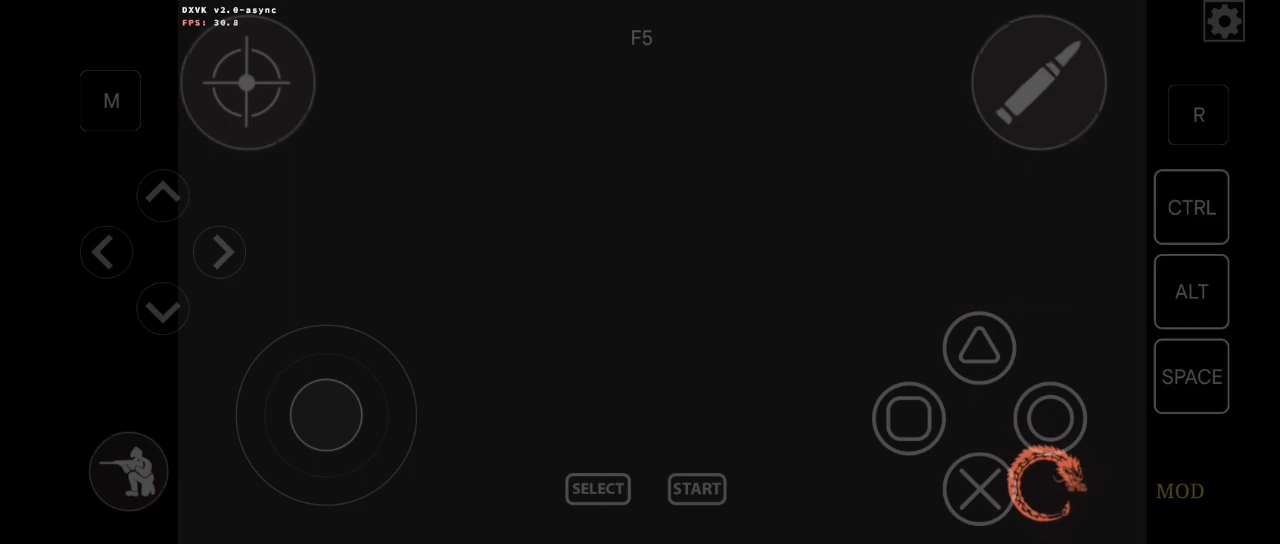 DXVK v2.0-async
FPS: 30.8
F5
M
R
CTRL
ALT
SPACE
SELECT
START
MOD